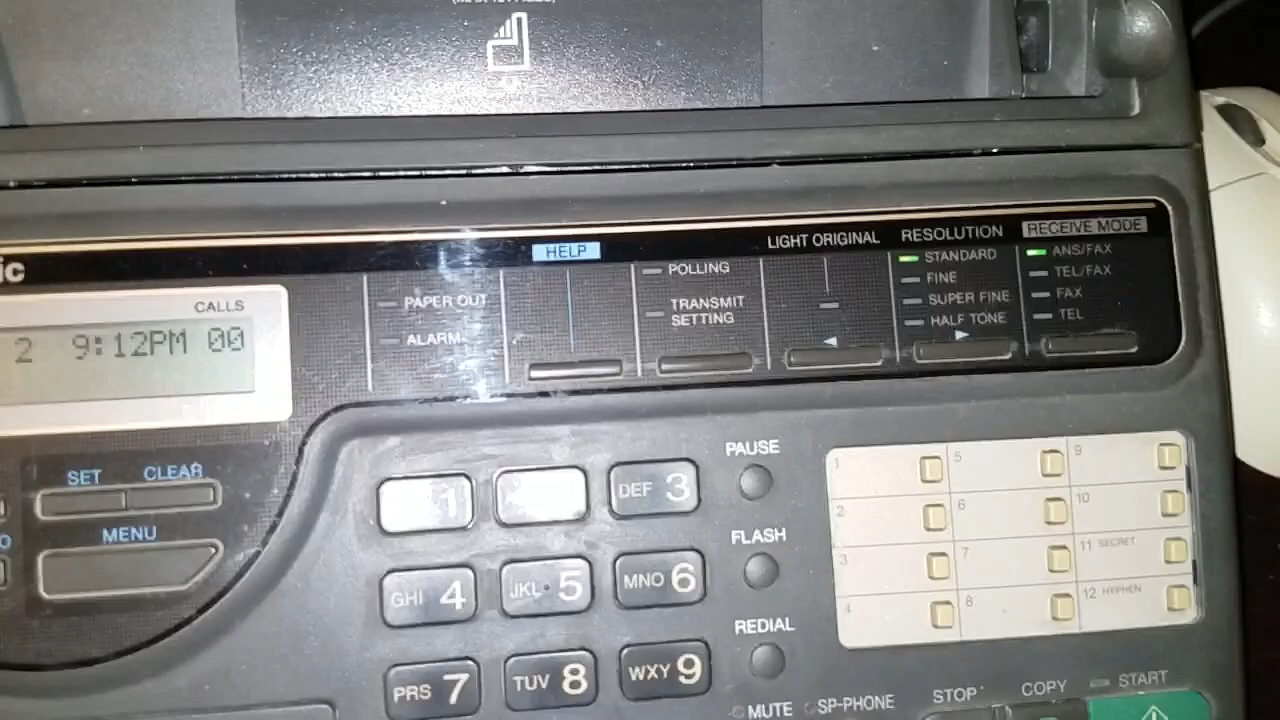 ic
HELP
LIGHT ORIGINAL
RESOLUTION
RECEIVE MODE
CALLS
2 9:12PM 00
PAPER OUT
ALARM
POLLING
TRANSMIT
SETTING
STANDARD
FINE
SUPER FINE
HALF TONE
ANS/FAX
TEL/FAX
FAX
TEL
SET
CLEAR
MENU
1
DEF 3
GHI 4
JKL 5
MNO 6
PRS 7
TUV 8
WXY 9
PAUSE
FLASH
REDIAL
1 5 9
2 6 10
3 7 11 SECRET
4 8 12 HYPHEN
MUTE
SP-PHONE
STOP
COPY
START